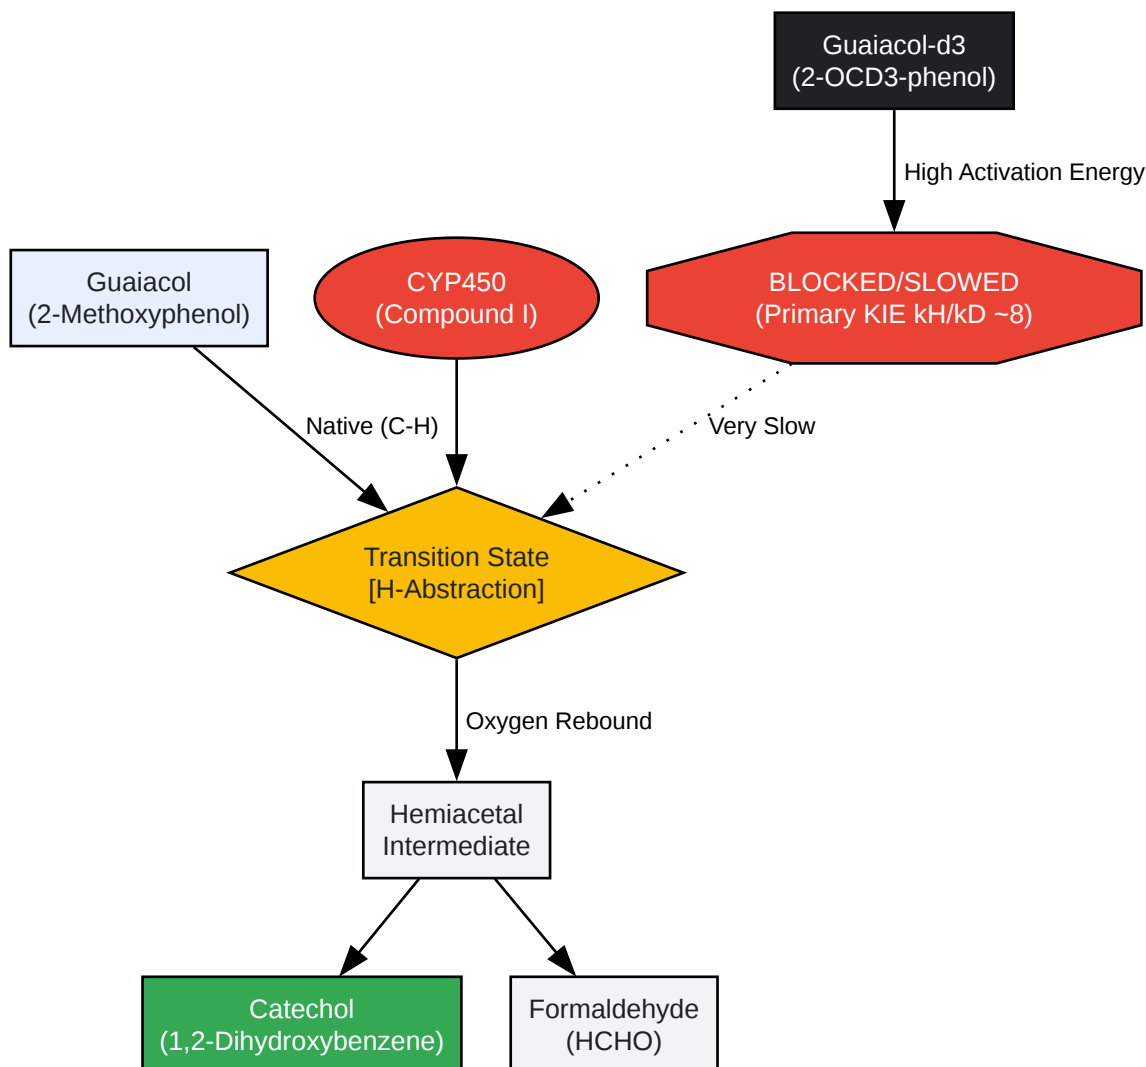 Guaiacol-d3
(2-OCD3-phenol)
High Activation Energy
Guaiacol
(2-Methoxyphenol)
CYP450
(Compound I)
BLOCKED/SLOWED
(Primary KIE kH/kD ~8)
Native (C-H)
Very Slow
Transition State
[H-Abstraction]
Oxygen Rebound
Hemiacetal
Intermediate
Catechol
(1,2-Dihydroxybenzene)
Formaldehyde
(HCHO)